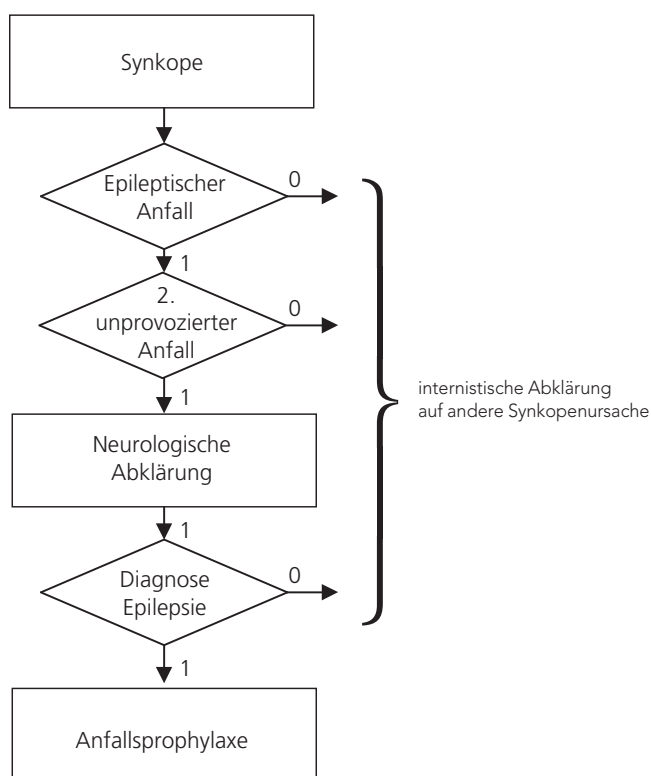 Synkope
Epileptischer
Anfall
0
1
2.
unprovozierter
Anfall
0
1
internistische Abklärung
auf andere Synkopenursache
Neurologische
Abklärung
1
Diagnose
Epilepsie
0
1
Anfallsprophylaxe